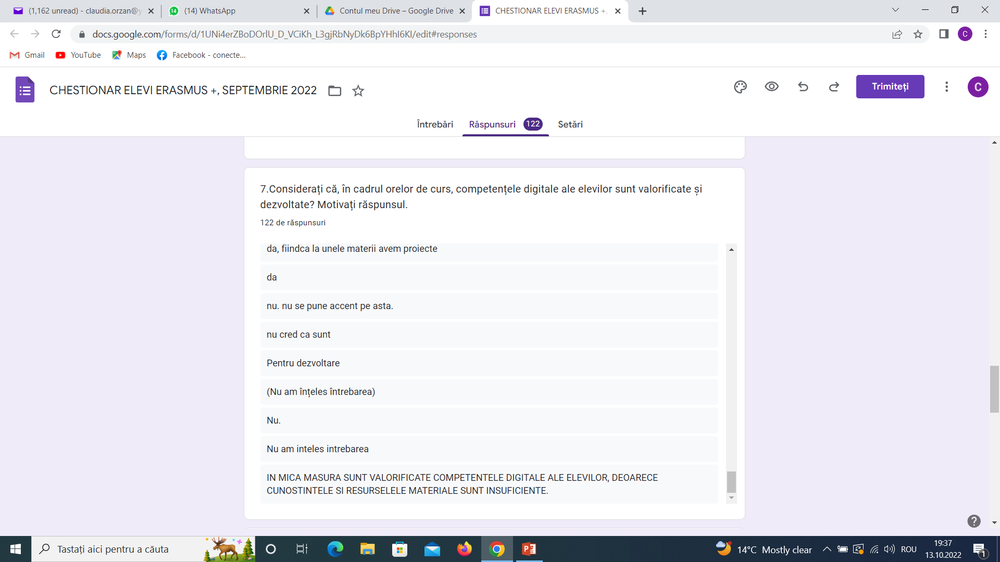 (1,162 unread) - claudia.orzan@y
14 (14) WhatsApp
Contul meu Drive – Google Drive
CHESTIONAR ELEVI ERASMUS +,
docs.google.com/forms/d/1UNi4erZBoDOrlU_D_VCiKh_L3gjRbNyDk6BpYHhI6KI/edit#responses
C
Gmail
YouTube
Maps
Facebook - conecte...
CHESTIONAR ELEVI ERASMUS +, SEPTEMBRIE 2022
Trimiteți
C
Întrebări
Răspunsuri 122
Setări
7.Considerați că, în cadrul orelor de curs, competențele digitale ale elevilor sunt valorificate și
dezvoltate? Motivați răspunsul.
122 de răspunsuri
da, fiindca la unele materii avem proiecte
da
nu. nu se pune accent pe asta.
nu cred ca sunt
Pentru dezvoltare
(Nu am înțeles întrebarea)
Nu.
Nu am inteles intrebarea
IN MICA MASURA SUNT VALORIFICATE COMPETENTELE DIGITALE ALE ELEVILOR, DEOARECE
CUNOSTINTELE SI RESURSELELE MATERIALE SUNT INSUFICIENTE.
Tastați aici pentru a căuta
14°C Mostly clear
ROU
19:37
13.10.2022
1